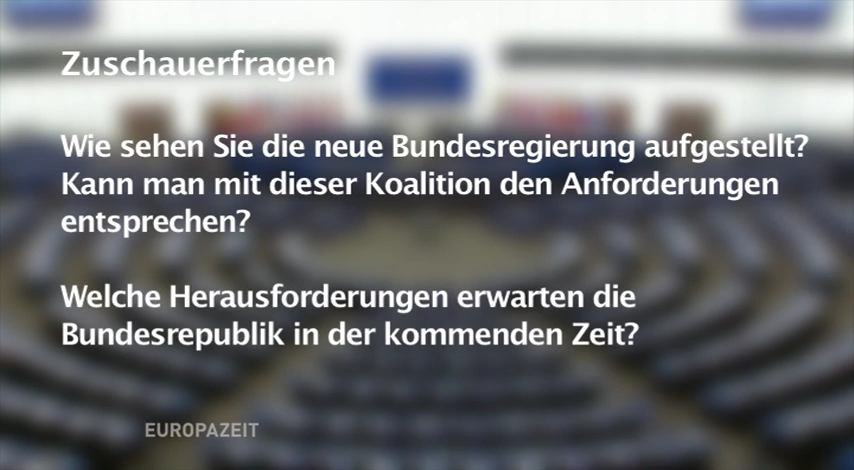 Zuschauerfragen
Wie sehen Sie die neue Bundesregierung aufgestellt?
Kann man mit dieser Koalition den Anforderungen
entsprechen?
Welche Herausforderungen erwarten die
Bundesrepublik in der kommenden Zeit?
EUROPAZEIT